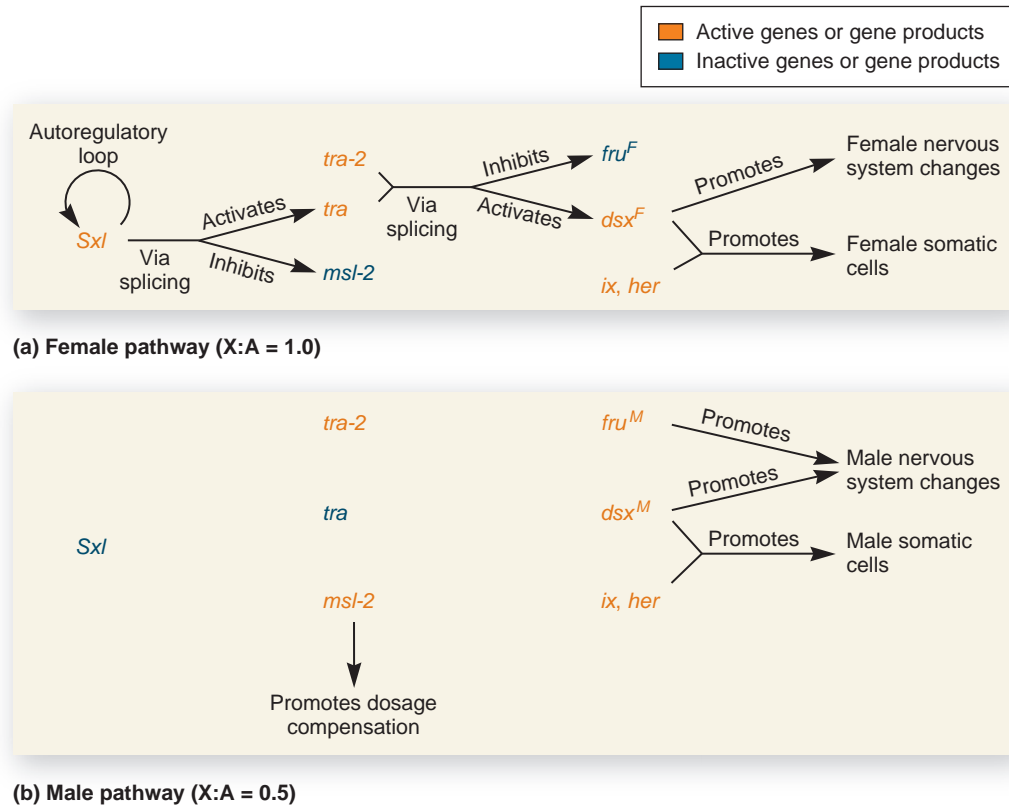 Active genes or gene products
Inactive genes or gene products
Autoregulatory
loop
Sxl
Via
splicing
Activates
Inhibits
tra-2
tra
msl-2
Via
splicing
Inhibits
Activates
fruF
dsxF
ix, her
Promotes
Promotes
Female nervous
system changes
Female somatic
cells
(a) Female pathway (X:A = 1.0)
Sxl
tra-2
tra
msl-2
Promotes dosage
compensation
fruM
dsxM
ix, her
Promotes
Promotes
Promotes
Male nervous
system changes
Male somatic
cells
(b) Male pathway (X:A = 0.5)